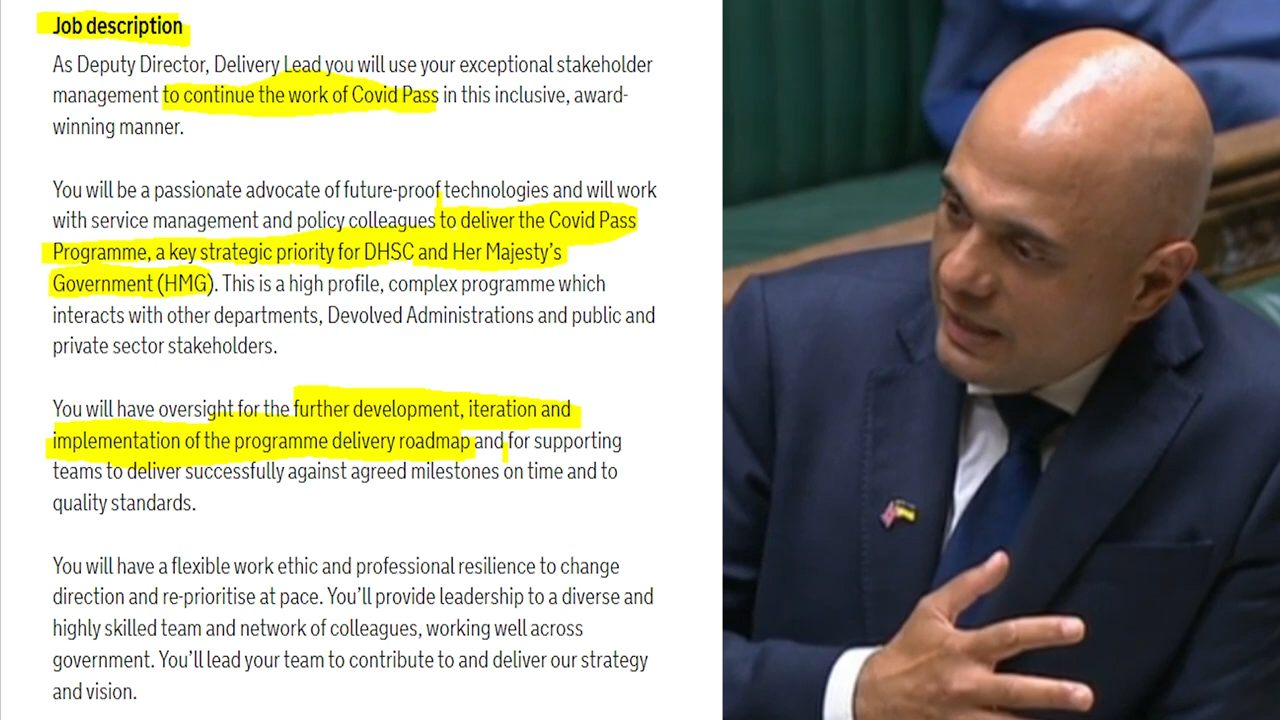 Job description
As Deputy Director, Delivery Lead you will use your exceptional stakeholder
management to continue the work of Covid Pass in this inclusive, award-
winning manner.
You will be a passionate advocate of future-proof technologies and will work
with service management and policy colleagues to deliver the Covid Pass
Programme, a key strategic priority for DHSC and Her Majesty's
Government (HMG). This is a high profile, complex programme which
interacts with other departments, Devolved Administrations and public and
private sector stakeholders.
You will have oversight for the further development, iteration and
implementation of the programme delivery roadmap and for supporting
teams to deliver successfully against agreed milestones on time and to
quality standards.
You will have a flexible work ethic and professional resilience to change
direction and re-prioritise at pace. You'll provide leadership to a diverse and
highly skilled team and network of colleagues, working well across
government. You'll lead your team to contribute to and deliver our strategy
and vision.